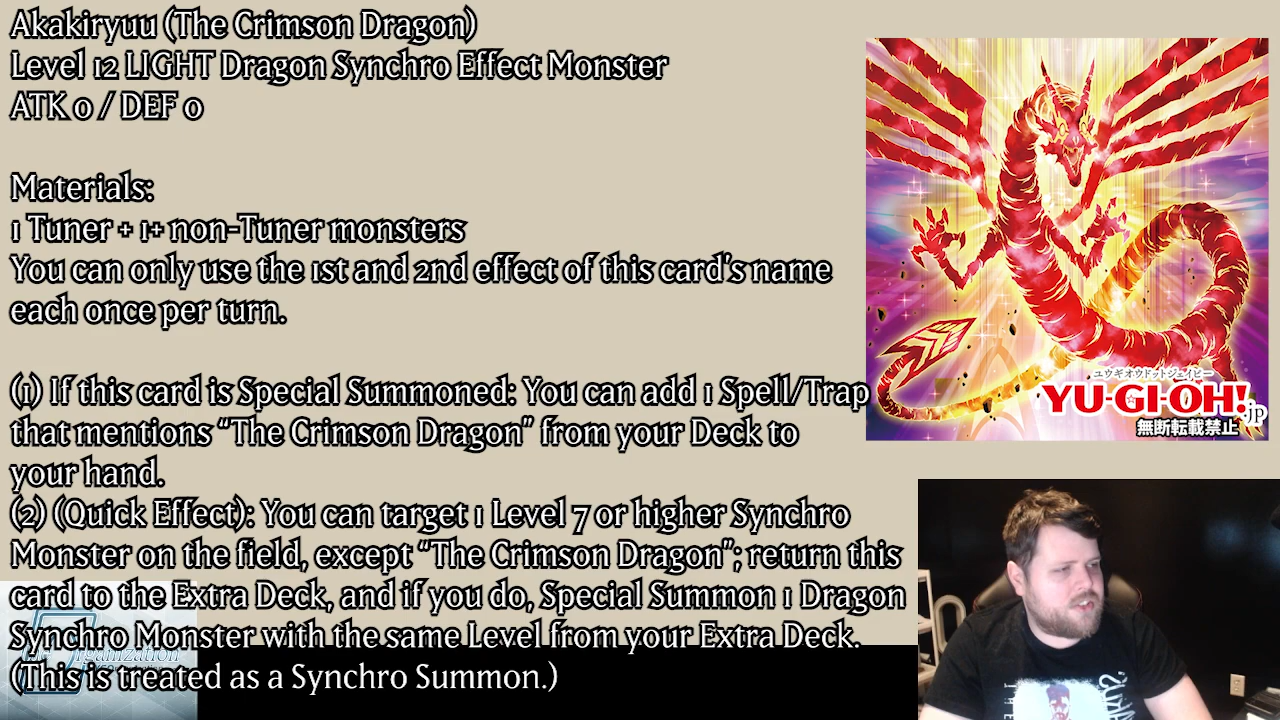 Akakiryuu (The Crimson Dragon)
Level 12 LIGHT Dragon Synchro Effect Monster
ATK 0 / DEF 0
Materials:
1 Tuner + 1+ non-Tuner monsters
You can only use the 1st and 2nd effect of this card's name
each once per turn.
(1) If this card is Special Summoned: You can add 1 Spell/Trap
that mentions “The Crimson Dragon” from your Deck to
your hand.
(2) (Quick Effect): You can target 1 Level 7 or higher Synchro
Monster on the field, except “The Crimson Dragon”; return this
card to the Extra Deck, and if you do, Special Summon 1 Dragon
Synchro Monster with the same Level from your Extra Deck.
(This is treated as a Synchro Summon.)
ユウギオウドットジェイピー
YU-GI-OH!.jp
無断転載禁止